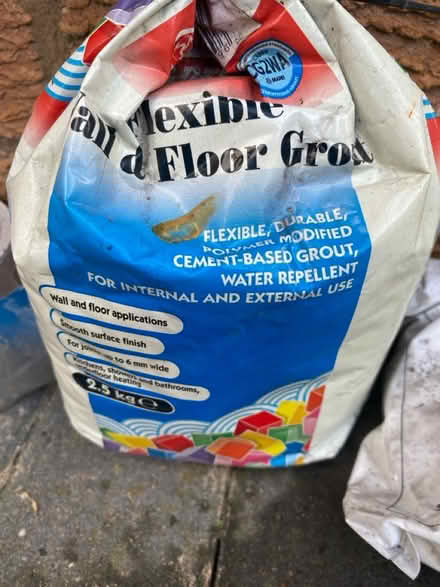 CG2WA
Flexible
Wall
and Floor Grout
FLEXIBLE, DURABLE,
POLYMER MODIFIED
CEMENT-BASED GROUT,
WATER REPELLENT
FOR INTERNAL AND EXTERNAL USE
Wall and floor applications
Smooth surface finish
For joints up to 6 mm wide
Kitchens, showers and bathrooms,
underfloor heating
2.5 kg ℮